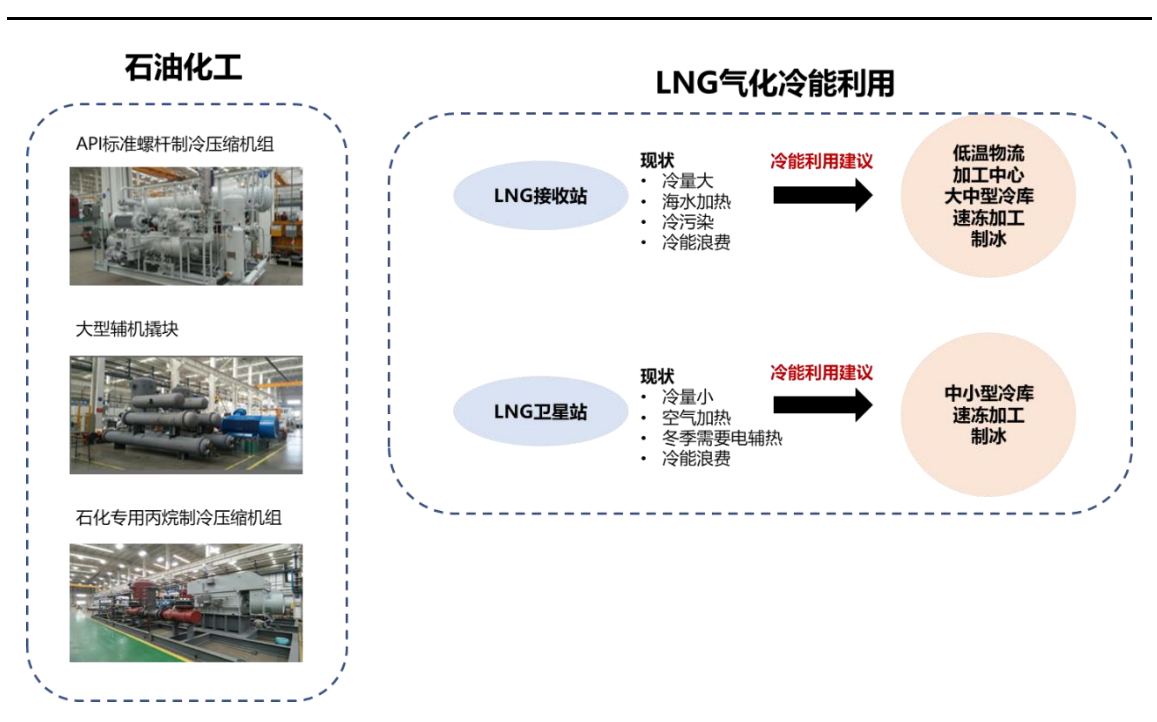 石油化工
API标准螺杆制冷压缩机组
大型辅机撬块
石化专用丙烷制冷压缩机组
LNG气化冷能利用
LNG接收站
现状
• 冷量大
• 海水加热
• 冷污染
• 冷能浪费
冷能利用建议
低温物流
加工中心
大中型冷库
速冻加工
制冰
LNG卫星站
现状
• 冷量小
• 空气加热
• 冬季需要电辅热
• 冷能浪费
冷能利用建议
中小型冷库
速冻加工
制冰